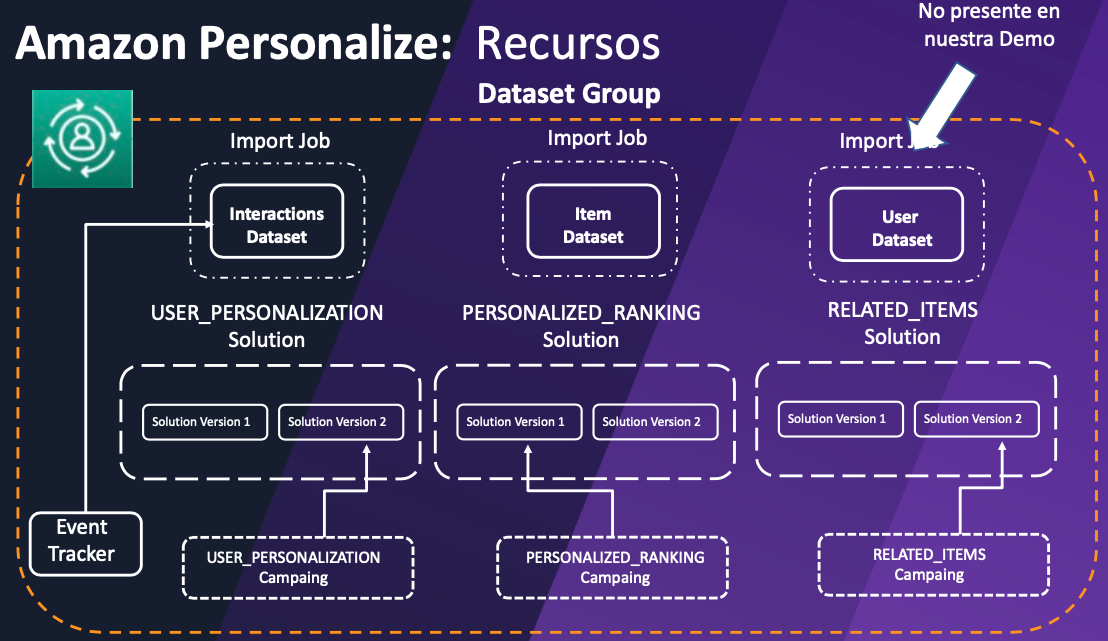 No presente en
nuestra Demo
Amazon Personalize: Recursos
Dataset Group
Import Job
Import Job
Import Job
Interactions
Dataset
Item
Dataset
User
Dataset
USER_PERSONALIZATION
Solution
PERSONALIZED_RANKING
Solution
RELATED_ITEMS
Solution
Solution Version 1
Solution Version 2
Solution Version 1
Solution Version 2
Solution Version 1
Solution Version 2
Event
Tracker
USER_PERSONALIZATION
Campaing
PERSONALIZED_RANKING
Campaing
RELATED_ITEMS
Campaing